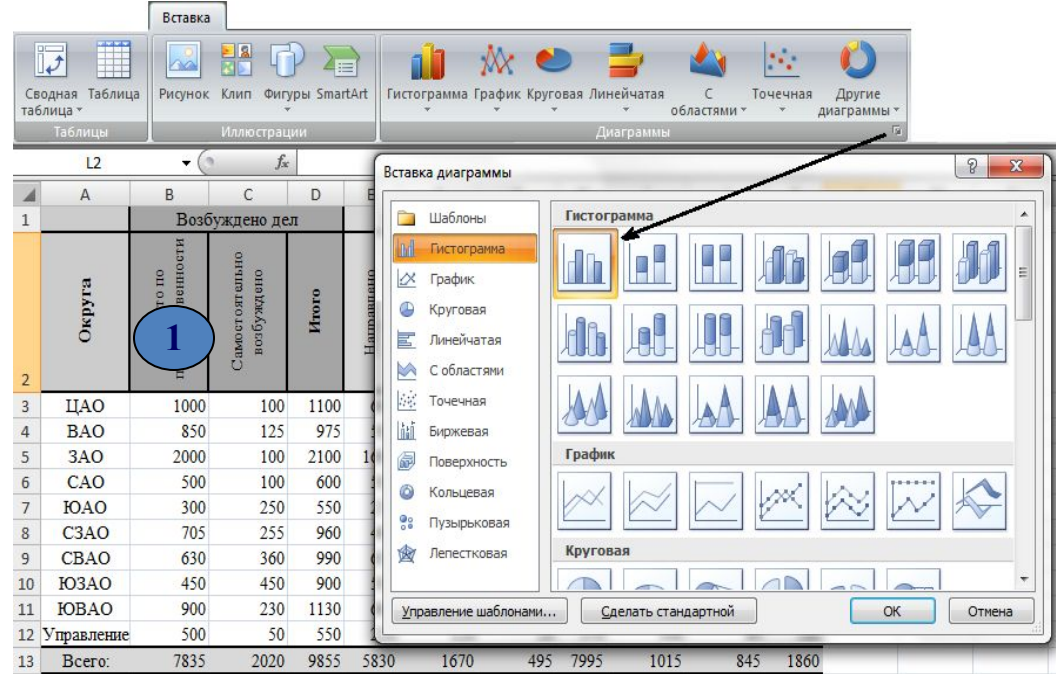 Вставка
Сводная таблица
Таблица
Рисунок
Клип
Фигуры
SmartArt
Гистограмма
График
Круговая
Линейчатая
С областями
Точечная
Другие диаграммы
Таблицы
Иллюстрации
Диаграммы
L2
fx
A B C D
1 Возбуждено дел
2 Округа
Самостоятельно возбуждено
Итого
1
3 ЦАО 1000 100 1100
4 ВАО 850 125 975
5 ЗАО 2000 100 2100
6 САО 500 100 600
7 ЮАО 300 250 550
8 СЗАО 705 255 960
9 СВАО 630 360 990
10 ЮЗАО 450 450 900
11 ЮВАО 900 230 1130
12 Управление 500 50 550
13 Всего: 7835 2020 9855 5830 1670 495 7995 1015 845 1860
Вставка диаграммы
Шаблоны
Гистограмма
График
Круговая
Линейчатая
С областями
Точечная
Биржевая
Поверхность
Кольцевая
Пузырьковая
Лепестковая
Гистограмма
График
Круговая
Управление шаблонами...
Сделать стандартной
ОК
Отмена